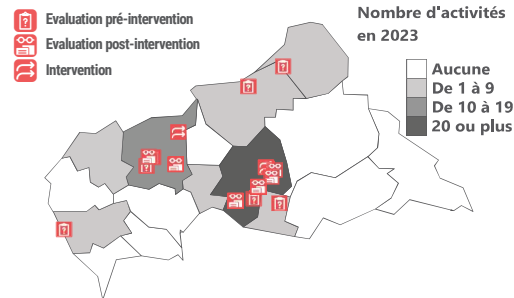 Evaluation pré-intervention
Evaluation post-intervention
Intervention
Nombre d'activités
en 2023
Aucune
De 1 à 9
De 10 à 19
20 ou plus